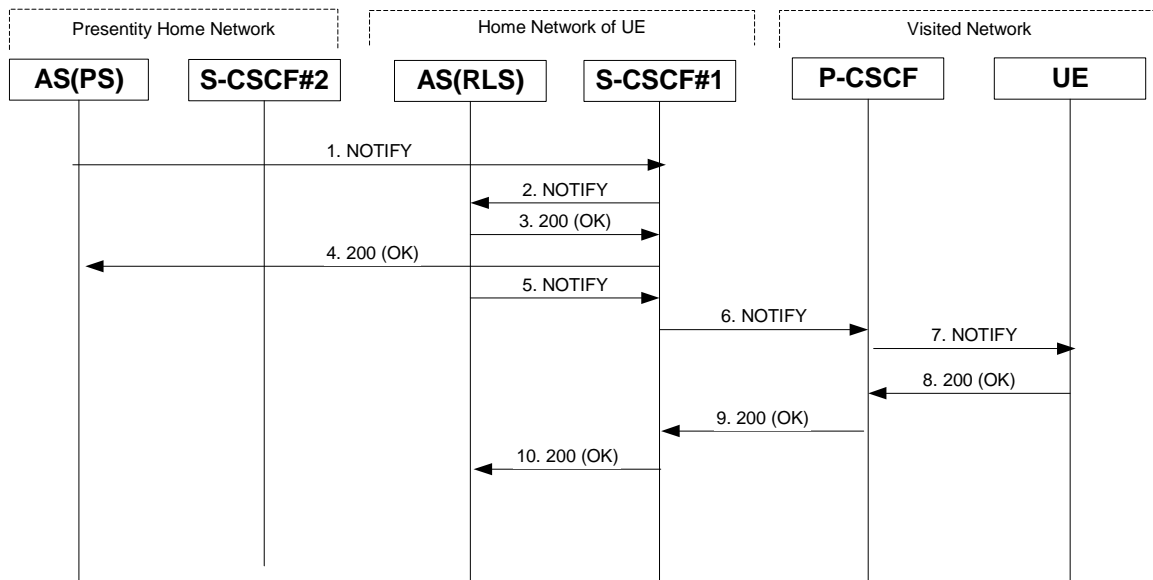 Presentity Home Network
Home Network of UE
Visited Network
AS(PS)
S-CSCF#2
AS(RLS)
S-CSCF#1
P-CSCF
UE
1. NOTIFY
2. NOTIFY
3. 200 (OK)
4. 200 (OK)
5. NOTIFY
6. NOTIFY
7. NOTIFY
8. 200 (OK)
9. 200 (OK)
10. 200 (OK)